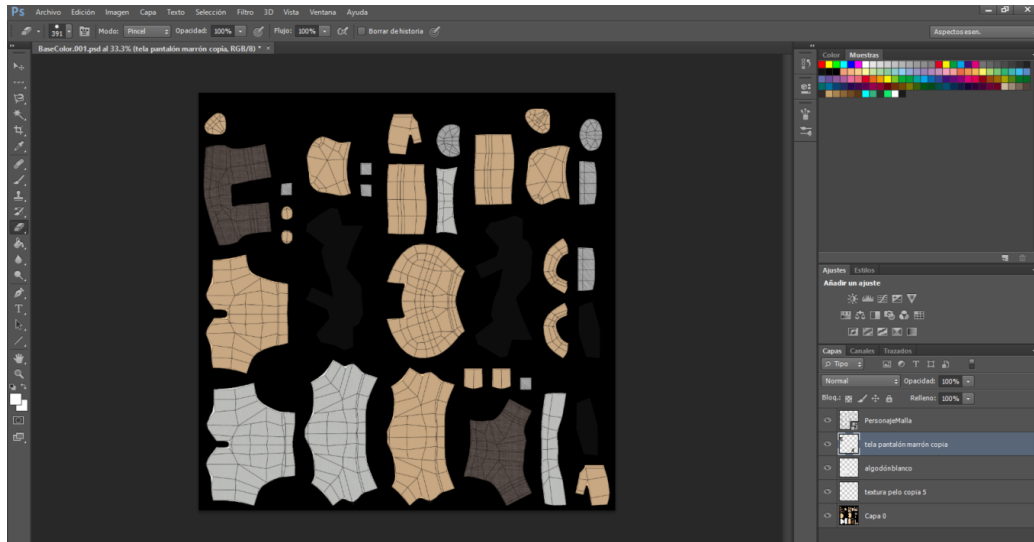 Ps Archivo Edición Imagen Capa Texto Selección Filtro 3D Vista Ventana Ayuda
391 Modo: Pincel Opacidad: 100% Flujo: 100% Borrar de historia Aspectos esen.
BaseColor.001.psd al 33.3% (tela pantalón marrón copia, RGB/8) * ×
Color Muestras
Ajustes Estilos
Añadir un ajuste
Capas Canales Trazados
Tipo
Normal Opacidad: 100%
Bloq.: Relleno: 100%
PersonajeMalla
tela pantalón marrón copia
algodón blanco
textura pelo copia 5
Capa 0